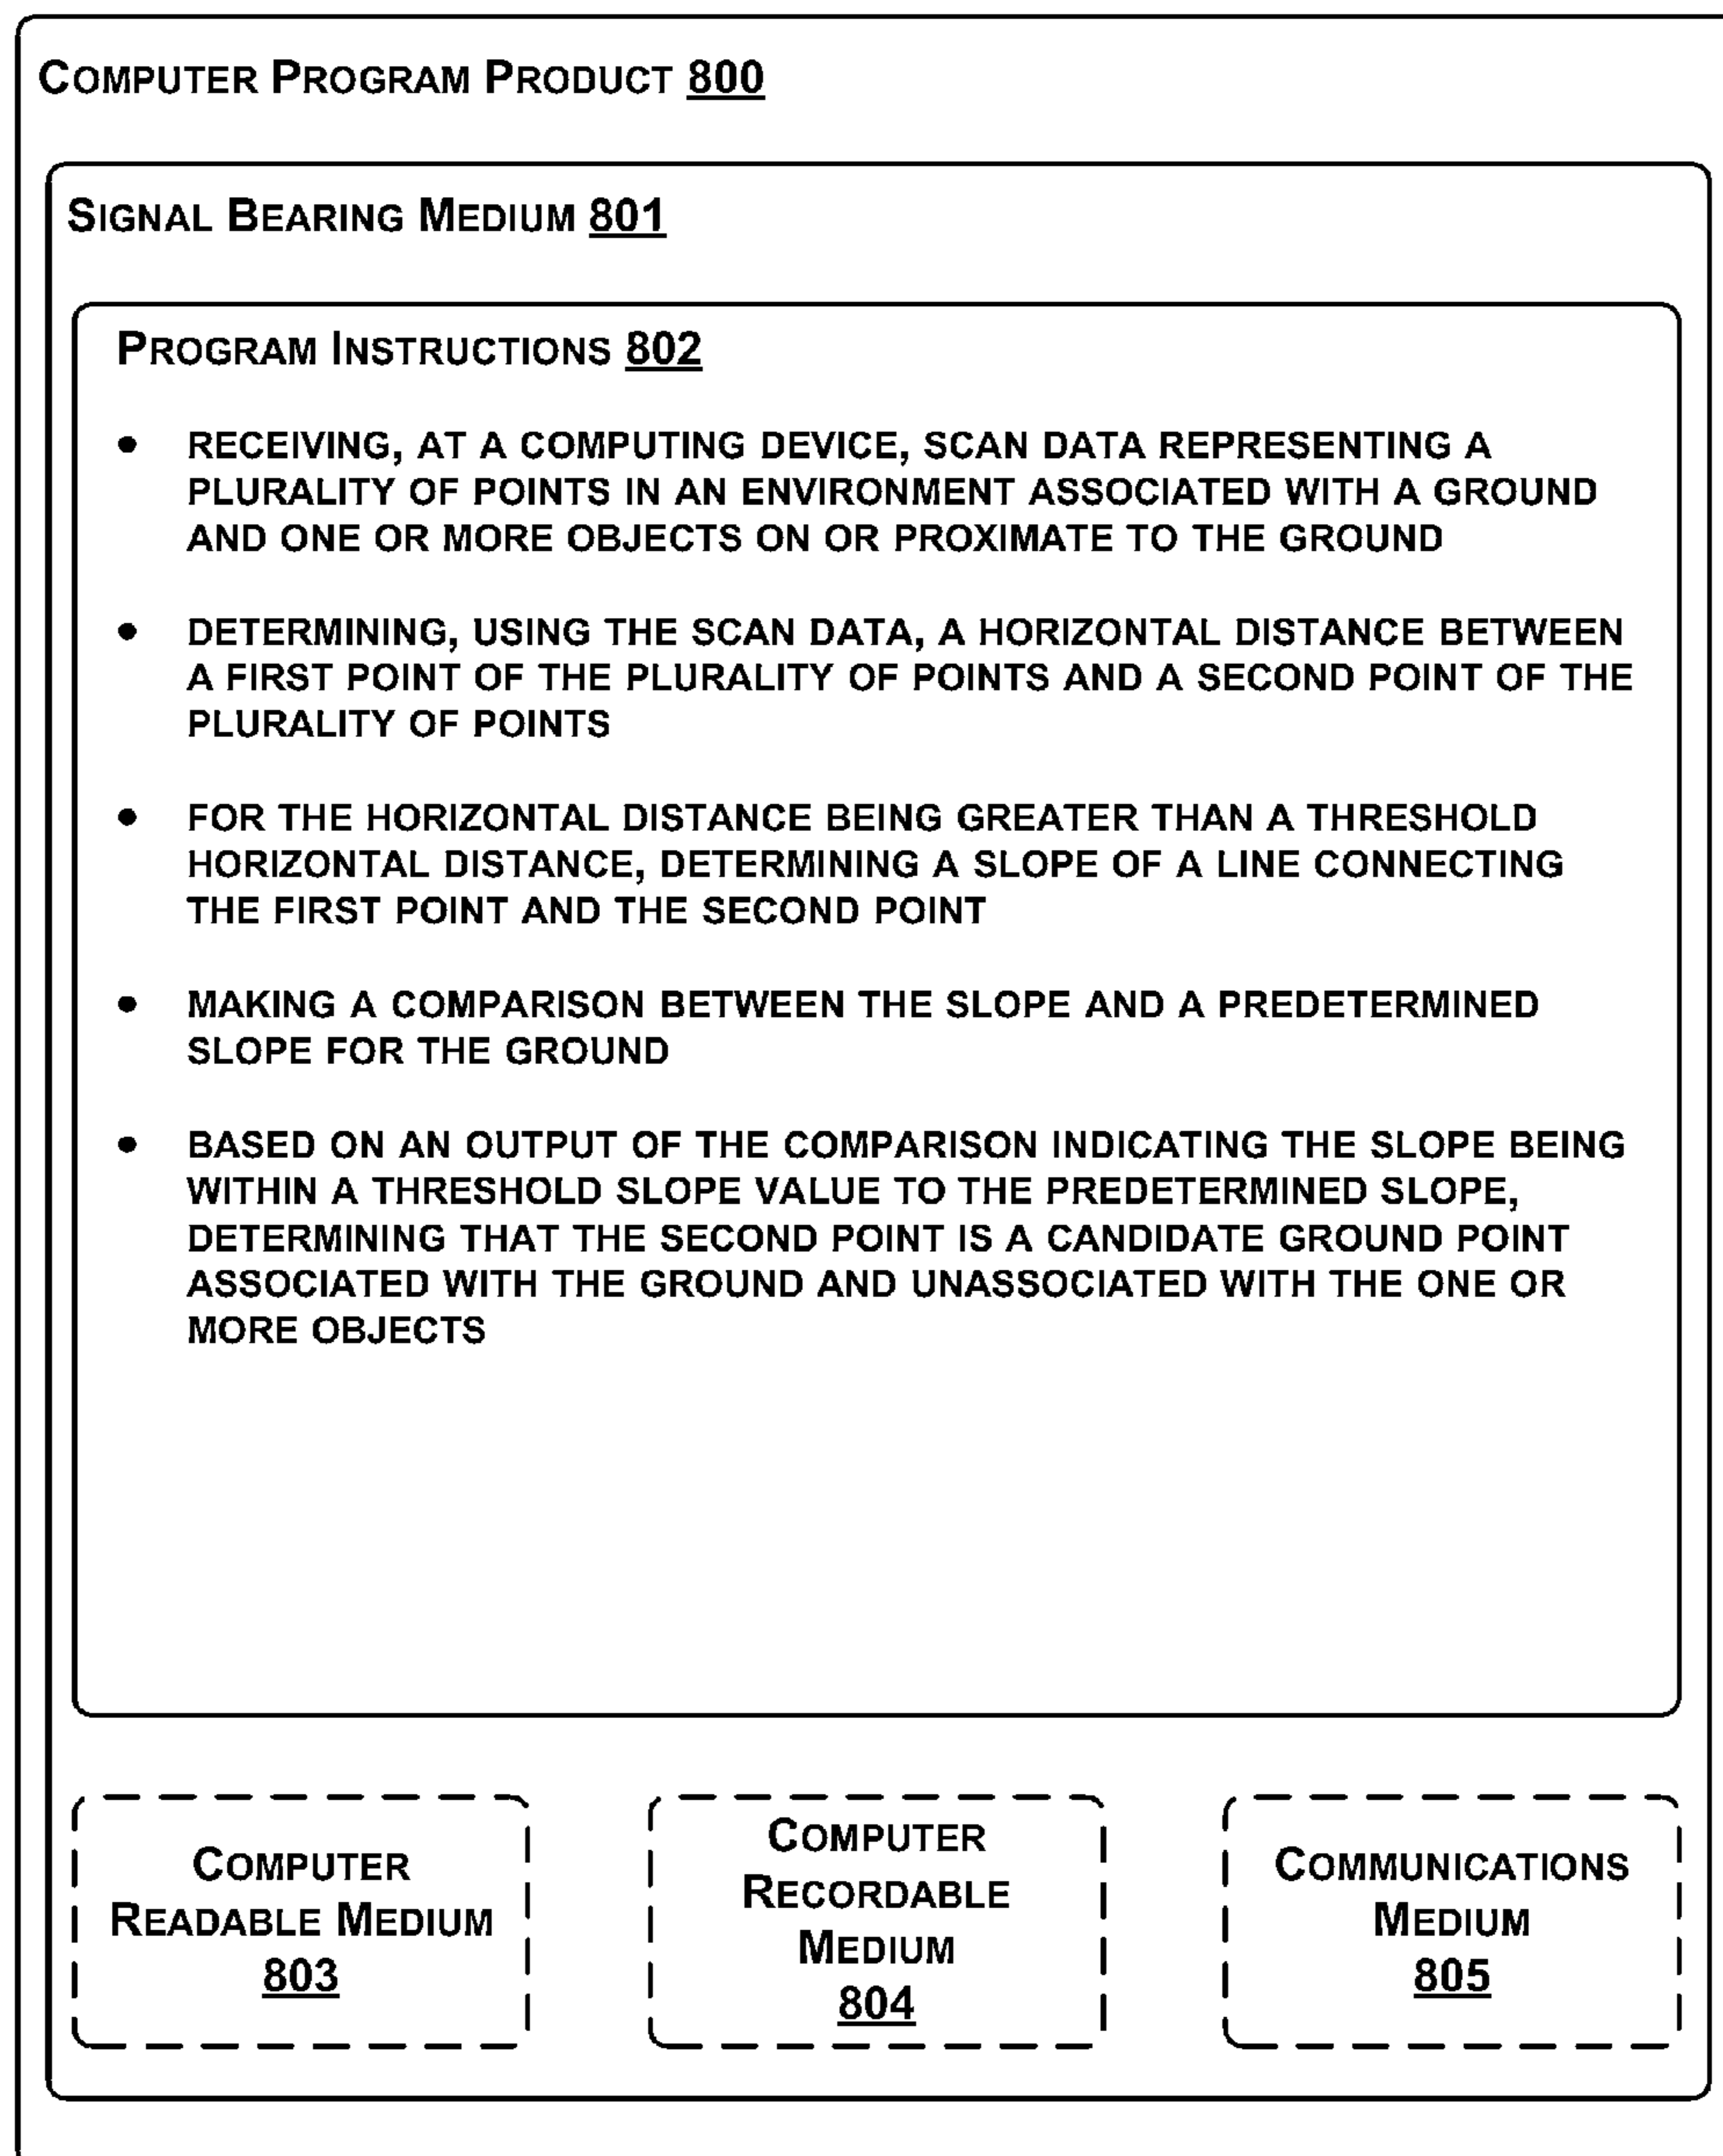 COMPUTER PROGRAM PRODUCT 800
SIGNAL BEARING MEDIUM 801
PROGRAM INSTRUCTIONS 802
• RECEIVING, AT A COMPUTING DEVICE, SCAN DATA REPRESENTING A
PLURALITY OF POINTS IN AN ENVIRONMENT ASSOCIATED WITH A GROUND
AND ONE OR MORE OBJECTS ON OR PROXIMATE TO THE GROUND
• DETERMINING, USING THE SCAN DATA, A HORIZONTAL DISTANCE BETWEEN
A FIRST POINT OF THE PLURALITY OF POINTS AND A SECOND POINT OF THE
PLURALITY OF POINTS
• FOR THE HORIZONTAL DISTANCE BEING GREATER THAN A THRESHOLD
HORIZONTAL DISTANCE, DETERMINING A SLOPE OF A LINE CONNECTING
THE FIRST POINT AND THE SECOND POINT
• MAKING A COMPARISON BETWEEN THE SLOPE AND A PREDETERMINED
SLOPE FOR THE GROUND
• BASED ON AN OUTPUT OF THE COMPARISON INDICATING THE SLOPE BEING
WITHIN A THRESHOLD SLOPE VALUE TO THE PREDETERMINED SLOPE,
DETERMINING THAT THE SECOND POINT IS A CANDIDATE GROUND POINT
ASSOCIATED WITH THE GROUND AND UNASSOCIATED WITH THE ONE OR
MORE OBJECTS
COMPUTER
READABLE MEDIUM
803
COMPUTER
RECORDABLE
MEDIUM
804
COMMUNICATIONS
MEDIUM
805